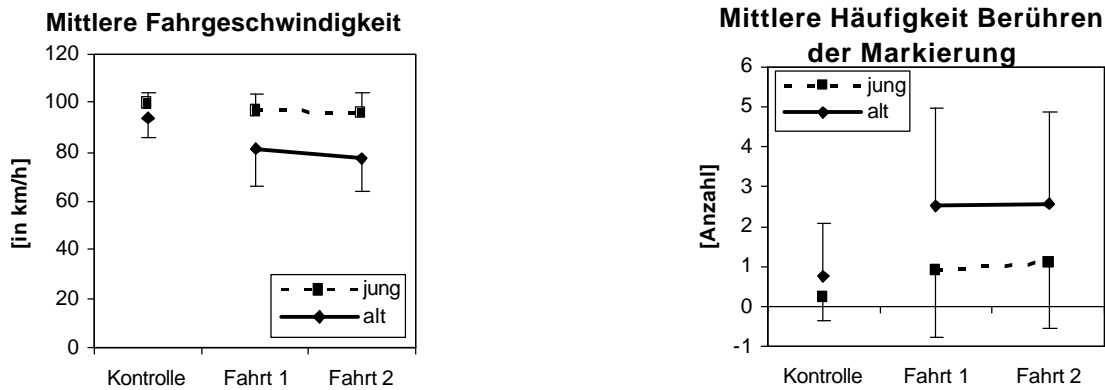 Mittlere Fahrgeschwindigkeit
[in km/h]
120
100
80
60
40
20
0
jung
alt
Kontrolle Fahrt 1 Fahrt 2
Mittlere Häufigkeit Berühren
der Markierung
[Anzahl]
6
5
4
3
2
1
0
-1
jung
alt
Kontrolle Fahrt 1 Fahrt 2